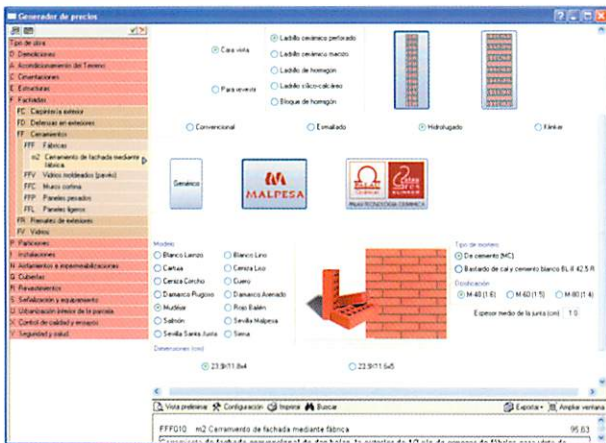 Generador de precios
Tipo de obra
D Demoliciones
A Acondicionamiento del Terreno
C Cimentaciones
E Estructuras
F Fachadas
FC Carpintería exterior
FD Defensas en exteriores
FF Cerramientos
FFF Fábricas
m2 Cerramiento de fachada mediante fábrica
FFV Vidrios moldeados (pavés)
FFC Muros cortina
FFP Paneles pesados
FFL Paneles ligeros
FR Remates de exteriores
FV Vidrios
P Particiones
I Instalaciones
N Aislamientos e impermeabilizaciones
Q Cubiertas
R Revestimientos
S Señalización y equipamiento
U Urbanización interior de la parcela
X Control de calidad y ensayos
Y Seguridad y salud
Cara vista
Para revestir
Ladrillo cerámico perforado
Ladrillo cerámico macizo
Ladrillo de hormigón
Ladrillo sílico-calcáreo
Bloque de hormigón
Convencional
Esmaltado
Hidrofugado
Klinker
Genérico
MALPESA
PALAU TECNOLOGIA CERAMICA
Modelo
Blanco Lienzo
Blanco Lino
Cartuja
Ceniza Liso
Ceniza Corcho
Cuero
Damasco Rugoso
Damasco Arenado
Mudéjar
Rojo Bailén
Salmón
Sevilla Malpesa
Sevilla Santa Justa
Siena
Dimensiones (cm)
23,9x11,8x4
22,9x11,6x5
Tipo de mortero
De cemento (MC)
Bastardo de cal y cemento blanco BL-II 42,5 R
Dosificación
M-40 (1:6)
M-60 (1:5)
M-80 (1:4)
Espesor medio de la junta (cm) 1.0
Vista preliminar
Configuración
Imprimir
Buscar
Exportar
Ampliar ventana
FFF010 m2 Cerramiento de fachada mediante fábrica 95.63